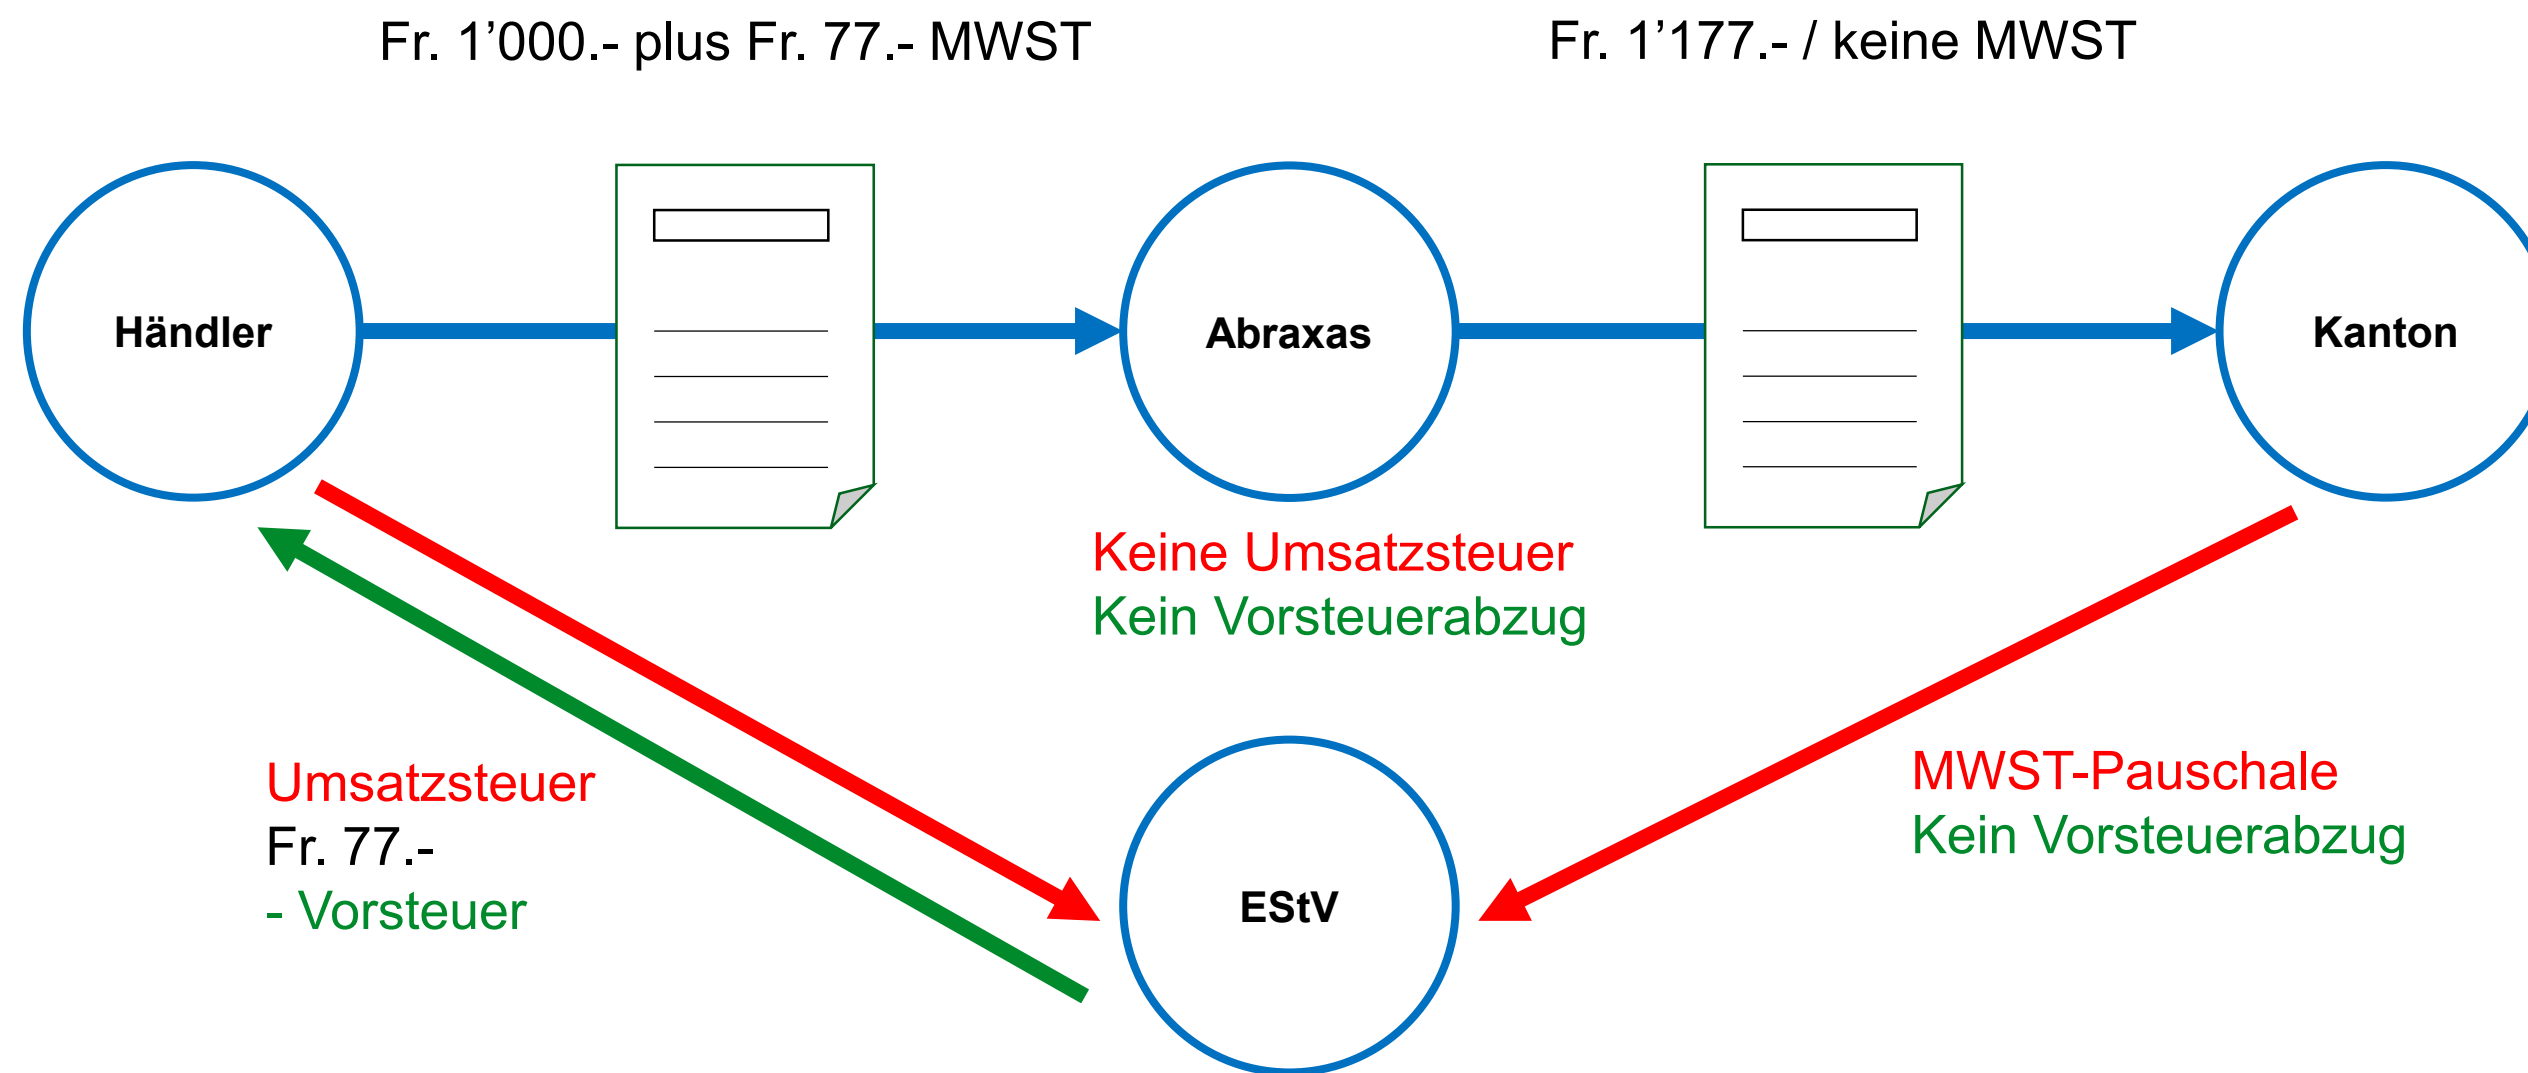 Fr. 1’000.- plus Fr. 77.- MWST
Fr. 1’177.- / keine MWST
Händler
Abraxas
Kanton
Keine Umsatzsteuer
Kein Vorsteuerabzug
Umsatzsteuer
Fr. 77.-
- Vorsteuer
MWST-Pauschale
Kein Vorsteuerabzug
EStV